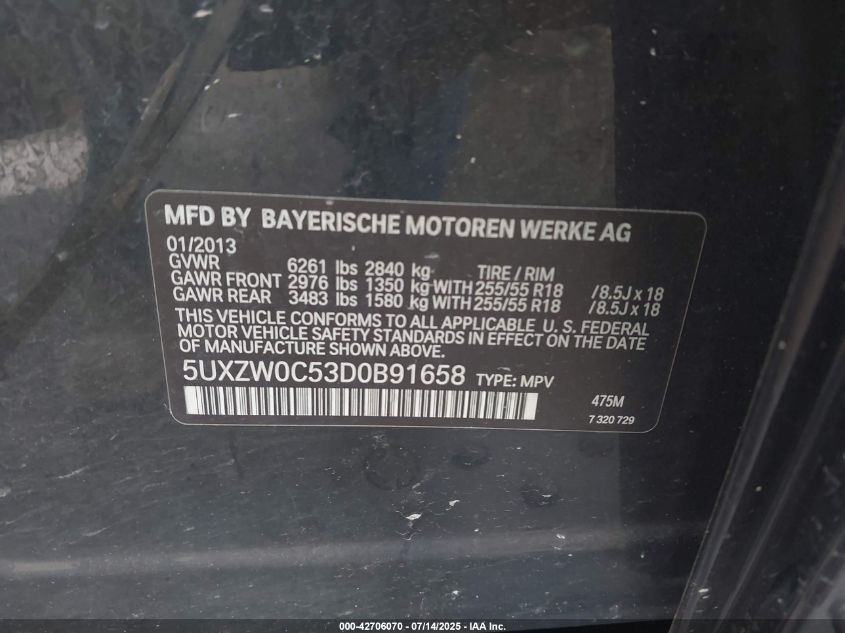 MFD BY BAYERISCHE MOTOREN WERKE AG
01/2013
GVWR 6261 lbs 2840 kg TIRE / RIM
GAWR FRONT 2976 lbs 1350 kg WITH 255/55 R18 /8.5J x 18
GAWR REAR 3483 lbs 1580 kg WITH 255/55 R18 /8.5J x 18
THIS VEHICLE CONFORMS TO ALL APPLICABLE U. S. FEDERAL
MOTOR VEHICLE SAFETY STANDARDS IN EFFECT ON THE DATE
OF MANUFACTURE SHOWN ABOVE.
5UXZW0C53D0B91658 TYPE: MPV
475M
7 320 729
000-42706070 - 07/14/2025 - IAA Inc.